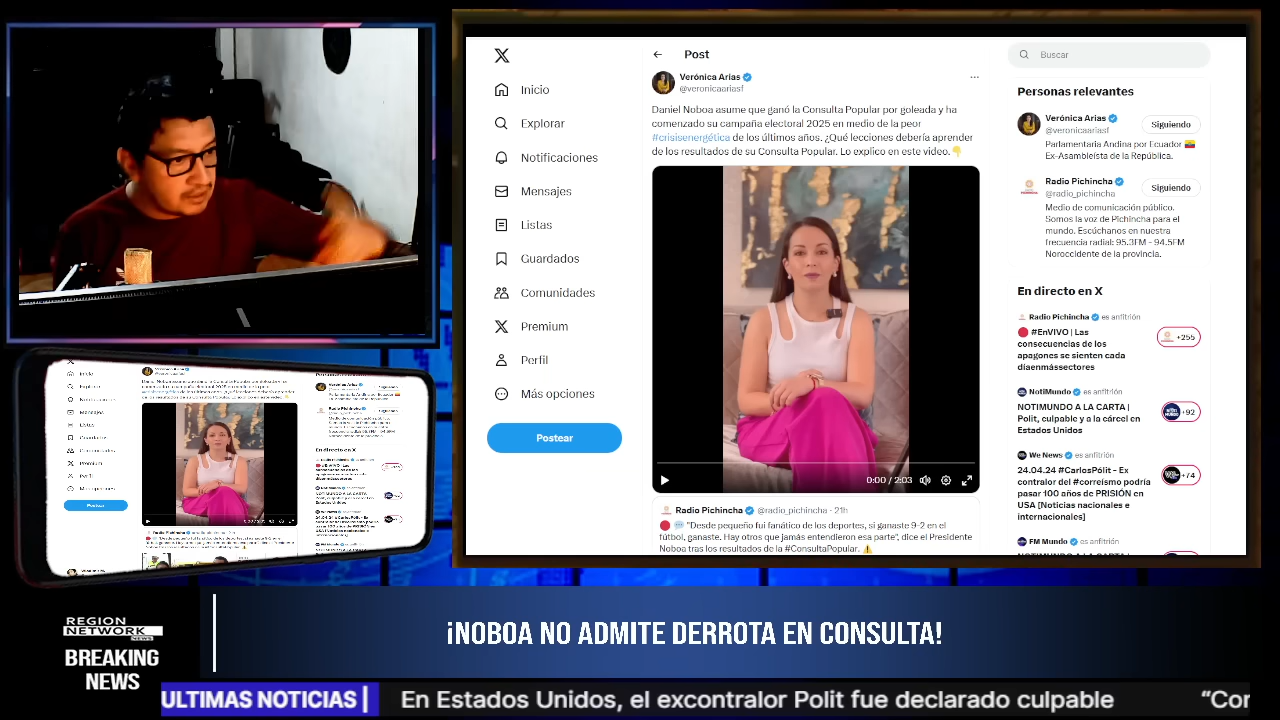 Inicio
Explorar
Notificaciones
Mensajes
Listas
Guardados
Comunidades
Premium
Perfil
Más opciones
Postear
Post
Verónica Arias
@veronicaariasf
Daniel Noboa asume que ganó la Consulta Popular por goleada y ha
comenzado su campaña electoral 2025 en medio de la peor
#crisisenergética de los últimos años. ¿Qué lecciones debería aprender
de los resultados de su Consulta Popular. Lo explico en este video.👇
0:00 / 2:03
Radio Pichincha @radio_pichincha · 21h
🔴 💬 "Desde pequeño fui fanático de los deportes, si ganaste 9-2 en el
fútbol, ganaste. Hay otros que jamás entendieron esa parte", dice el Presidente
Noboa tras los resultados de la #ConsultaPopular. ⚠️
Buscar
Personas relevantes
Verónica Arias
@veronicaariasf
Siguiendo
Parlamentaria Andina por Ecuador 🇪🇨
Ex-Asambleísta de la República.
Radio Pichincha
@radio_pichincha
Siguiendo
Medio de comunicación público.
Somos la voz de Pichincha para el
mundo. Escúchanos en nuestra
frecuencia radial: 95.3FM - 94.5FM
Noroccidente de la provincia.
En directo en X
Radio Pichincha es anfitrión
🔴 #EnVIVO | Las
consecuencias de los
apagones se sienten cada
díaenmássectores
+255
NotiMundo es anfitrión
NOTIMUNDO A LA CARTA |
Polit, culpable y a la cárcel en
Estados Unidos
+92
We News es anfitrión
24.04.24 #CarlosPólit - Ex
contralor del #correísmo podría
pasar 100 años de PRISIÓN en
USA [Noticias nacionales e
internacionales]
+74
FM Mundo es anfitrión
NOTIMUNDO A LA CARTA |
REGION
NETWORK
NEWS
BREAKING
NEWS
¡NOBOA NO ADMITE DERROTA EN CONSULTA!
ULTIMAS NOTICIAS |
En Estados Unidos, el excontralor Polit fue declarado culpable